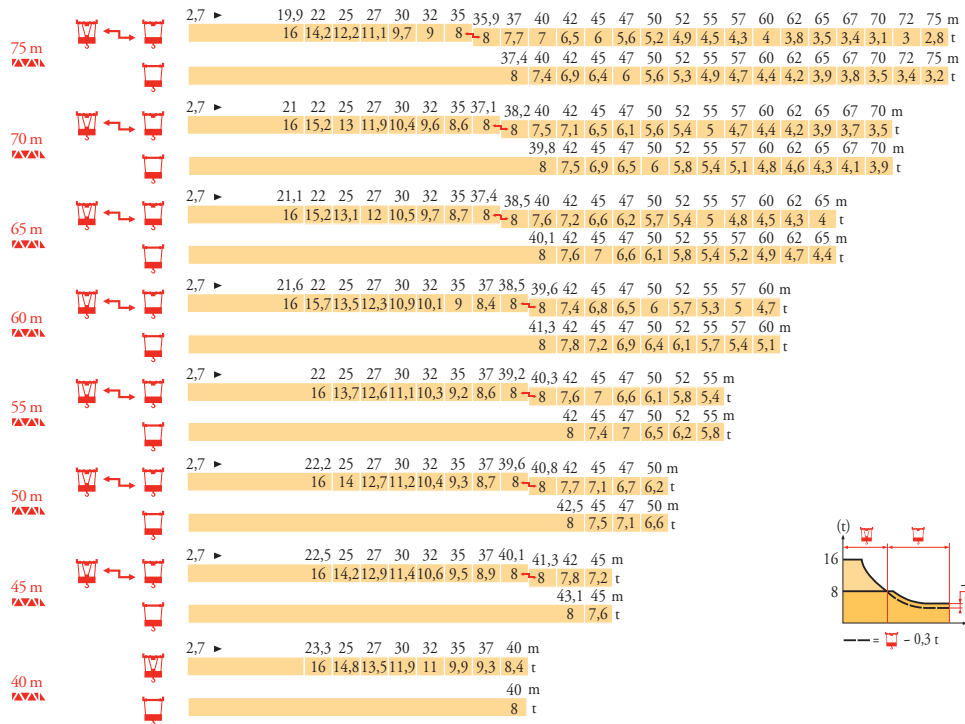 2,7 ► 19,9 22 25 27 30 32 35 35,9 37 40 42 45 47 50 52 55 57 60 62 65 67 70 72 75 m
16 14,2 12,2 11,1 9,7 9 8 8 7,7 7 6,5 6 5,6 5,2 4,9 4,5 4,3 4 3,8 3,5 3,4 3,1 3 2,8 t
75 m
37,4 40 42 45 47 50 52 55 57 60 62 65 67 70 72 75 m
8 7,4 6,9 6,4 6 5,6 5,3 4,9 4,7 4,4 4,2 3,9 3,8 3,5 3,4 3,2 t
2,7 ► 21 22 25 27 30 32 35 37,1 38,2 40 42 45 47 50 52 55 57 60 62 65 67 70 m
16 15,2 13 11,9 10,4 9,6 8,6 8 8 7,5 7,1 6,5 6,1 5,6 5,4 5 4,7 4,4 4,2 3,9 3,7 3,5 t
70 m
39,8 42 45 47 50 52 55 57 60 62 65 67 70 m
8 7,5 6,9 6,5 6 5,8 5,4 5,1 4,8 4,6 4,3 4,1 3,9 t
2,7 ► 21,1 22 25 27 30 32 35 37,4 38,5 40 42 45 47 50 52 55 57 60 62 65 m
16 15,2 13,1 12 10,5 9,7 8,7 8 8 7,6 7,2 6,6 6,2 5,7 5,4 5 4,8 4,5 4,3 4 t
65 m
40,1 42 45 47 50 52 55 57 60 62 65 m
8 7,6 7 6,6 6,1 5,8 5,4 5,2 4,9 4,7 4,4 t
2,7 ► 21,6 22 25 27 30 32 35 37 38,5 39,6 42 45 47 50 52 55 57 60 m
16 15,7 13,5 12,3 10,9 10,1 9 8,4 8 8 7,4 6,8 6,5 6 5,7 5,3 5 4,7 t
60 m
41,3 42 45 47 50 52 55 57 60 m
8 7,8 7,2 6,9 6,4 6,1 5,7 5,4 5,1 t
2,7 ► 22 25 27 30 32 35 37 39,2 40,3 42 45 47 50 52 55 m
16 13,7 12,6 11,1 10,3 9,2 8,6 8 8 7,6 7 6,6 6,1 5,8 5,4 t
55 m
42 45 47 50 52 55 m
8 7,4 7 6,5 6,2 5,8 t
2,7 ► 22,2 25 27 30 32 35 37 39,6 40,8 42 45 47 50 m
16 14 12,7 11,2 10,4 9,3 8,7 8 8 7,7 7,1 6,7 6,2 t
50 m
42,5 45 47 50 m
8 7,5 7,1 6,6 t
2,7 ► 22,5 25 27 30 32 35 37 40,1 41,3 42 45 m
16 14,2 12,9 11,4 10,6 9,5 8,9 8 8 7,8 7,2 t
45 m
43,1 45 m
8 7,6 t
2,7 ► 23,3 25 27 30 32 35 37 40 m
16 14,8 13,5 11,9 11 9,9 9,3 8,4 t
40 m
40 m
8 t
(t)
16
8
= – 0,3 t